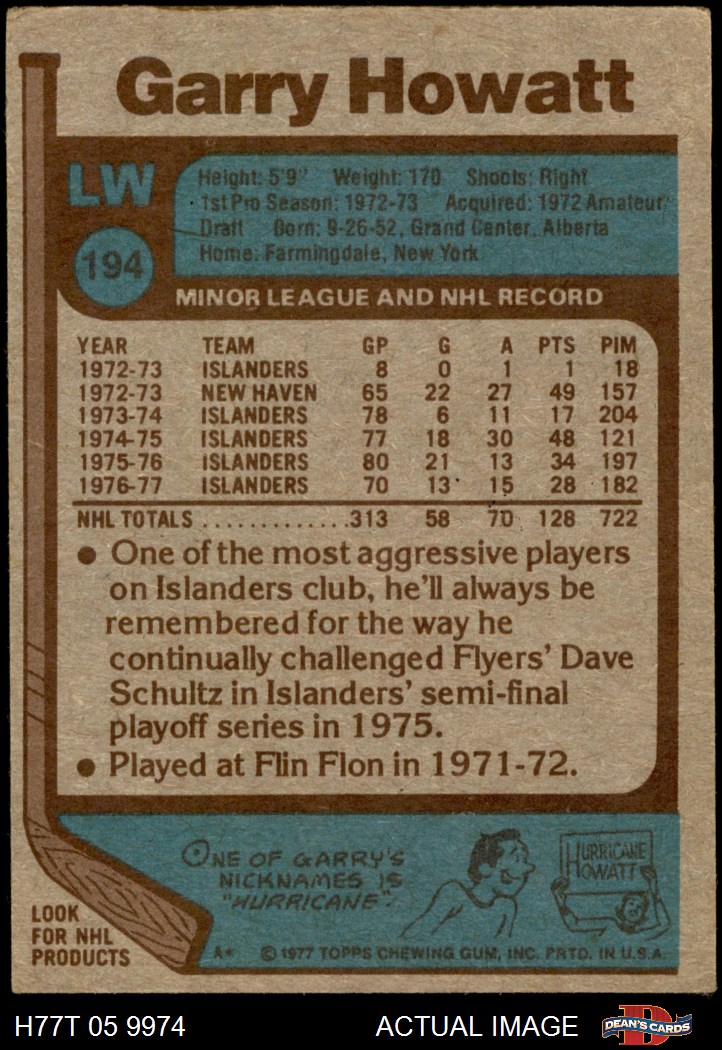 Garry Howatt
LW
194
Height: 5'9" Weight: 170 Shoots: Right
1st Pro Season: 1972-73 Acquired: 1972 Amateur
Draft Born: 9-26-52, Grand Center, Alberta
Home: Farmingdale, New York
MINOR LEAGUE AND NHL RECORD
YEAR TEAM GP G A PTS PIM
1972-73 ISLANDERS 8 0 1 1 18
1972-73 NEW HAVEN 65 22 27 49 157
1973-74 ISLANDERS 78 6 11 17 204
1974-75 ISLANDERS 77 18 30 48 121
1975-76 ISLANDERS 80 21 13 34 197
1976-77 ISLANDERS 70 13 15 28 182
NHL TOTALS .............313 58 70 128 722
● One of the most aggressive players
on Islanders club, he'll always be
remembered for the way he
continually challenged Flyers' Dave
Schultz in Islanders' semi-final
playoff series in 1975.
● Played at Flin Flon in 1971-72.
ONE OF GARRY'S
NICKNAMES IS
"HURRICANE".
HURRICANE
HOWATT
LOOK
FOR NHL
PRODUCTS
A* © 1977 TOPPS CHEWING GUM, INC. PRTD. IN U.S.A.
H77T 05 9974 ACTUAL IMAGE D DEAN'S CARDS